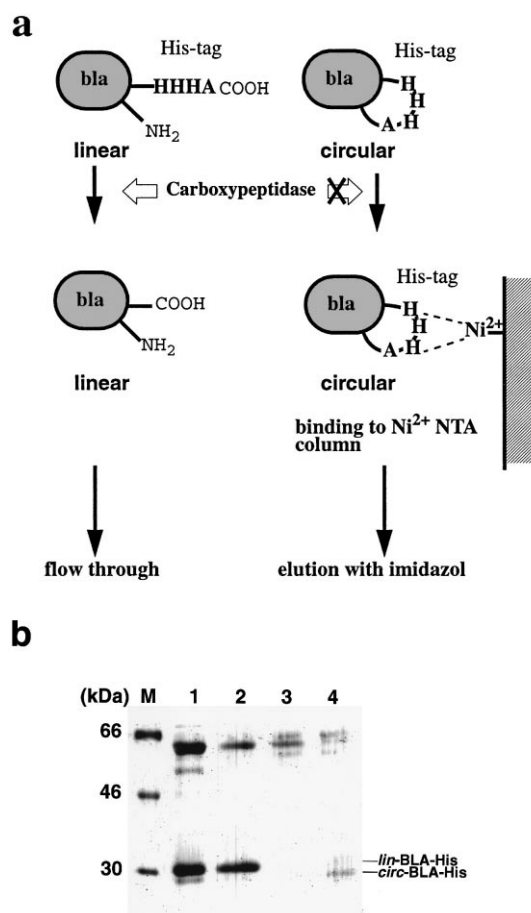 a
His-tag His-tag
bla HHHA COOH bla H H H A
NH2
linear circular
Carboxypeptidase X
His-tag
bla COOH bla H H H A Ni2+
NH2
linear circular
binding to Ni2+ NTA
column
flow through elution with imidazol
b
(kDa) M 1 2 3 4
66
46
30
lin-BLA-His
circ-BLA-His